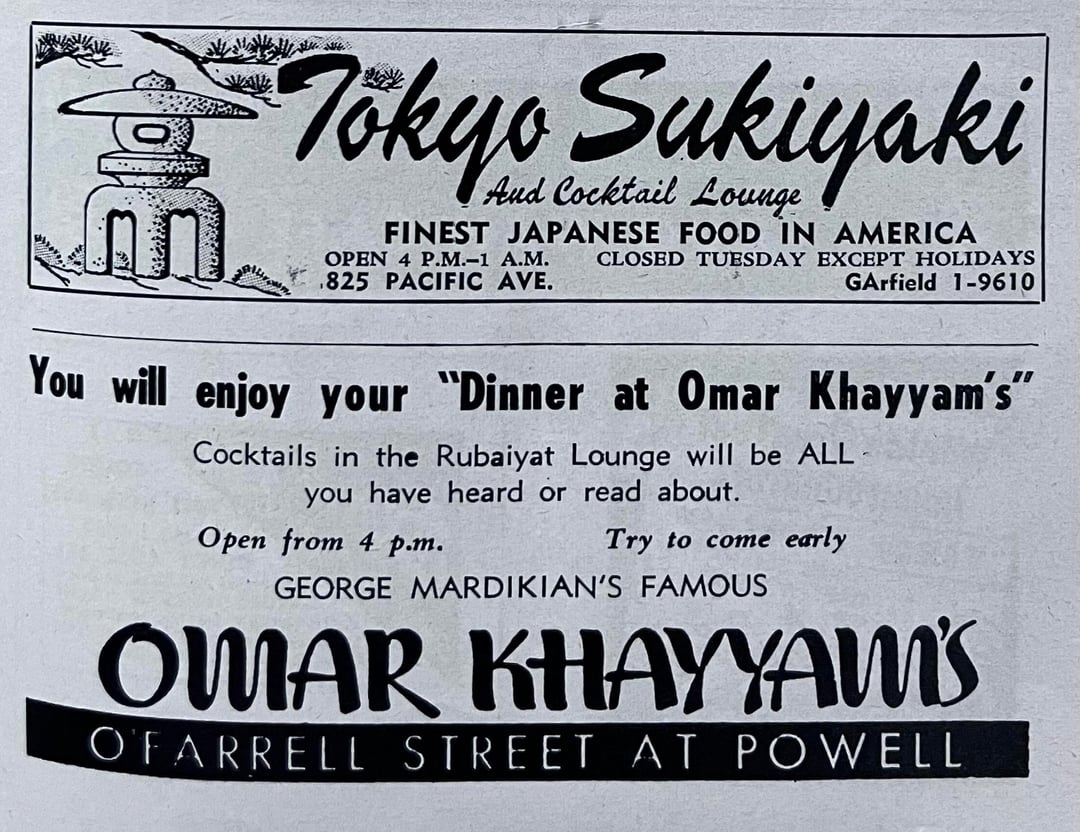 Tokyo Sukiyaki
And Cocktail Lounge
FINEST JAPANESE FOOD IN AMERICA
OPEN 4 P.M.–1 A.M. CLOSED TUESDAY EXCEPT HOLIDAYS
825 PACIFIC AVE. GArfield 1-9610
You will enjoy your "Dinner at Omar Khayyam's"
Cocktails in the Rubaiyat Lounge will be ALL
you have heard or read about.
Open from 4 p.m. Try to come early
GEORGE MARDIKIAN'S FAMOUS
OMAR KHAYYAM'S
O'FARRELL STREET AT POWELL